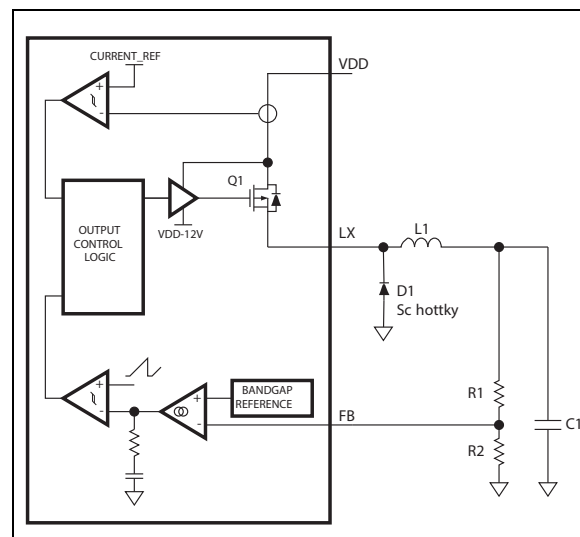 CURRENT_REF
VDD
+
-
Q1
OUTPUT
CONTROL
LOGIC
VDD-12V
LX
L1
D1
Sc hottky
+
-
BANDGAP
REFERENCE
+
-
FB
R1
R2
C1